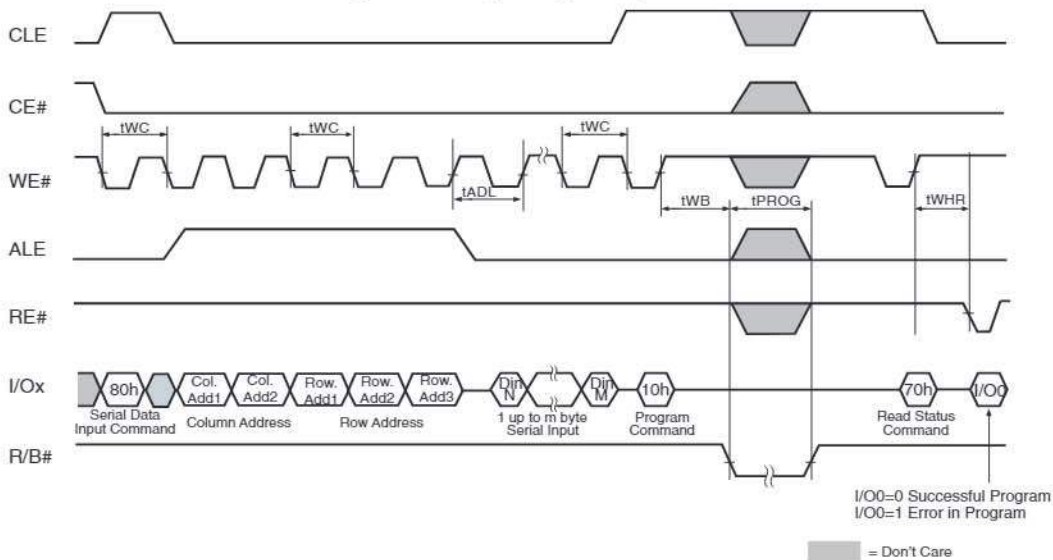 CLE
CE#
tWC
tWC
tWC
WE#
tADL
tWB
tPROG
tWHR
ALE
RE#
I/Ox
80h
Col. Add1
Col. Add2
Row. Add1
Row. Add2
Row. Add3
Din N
Din M
10h
70h
I/O0
Serial Data
Input Command
Column Address
Row Address
1 up to m byte
Serial Input
Program
Command
Read Status
Command
R/B#
I/O0=0 Successful Program
I/O0=1 Error in Program
= Don't Care